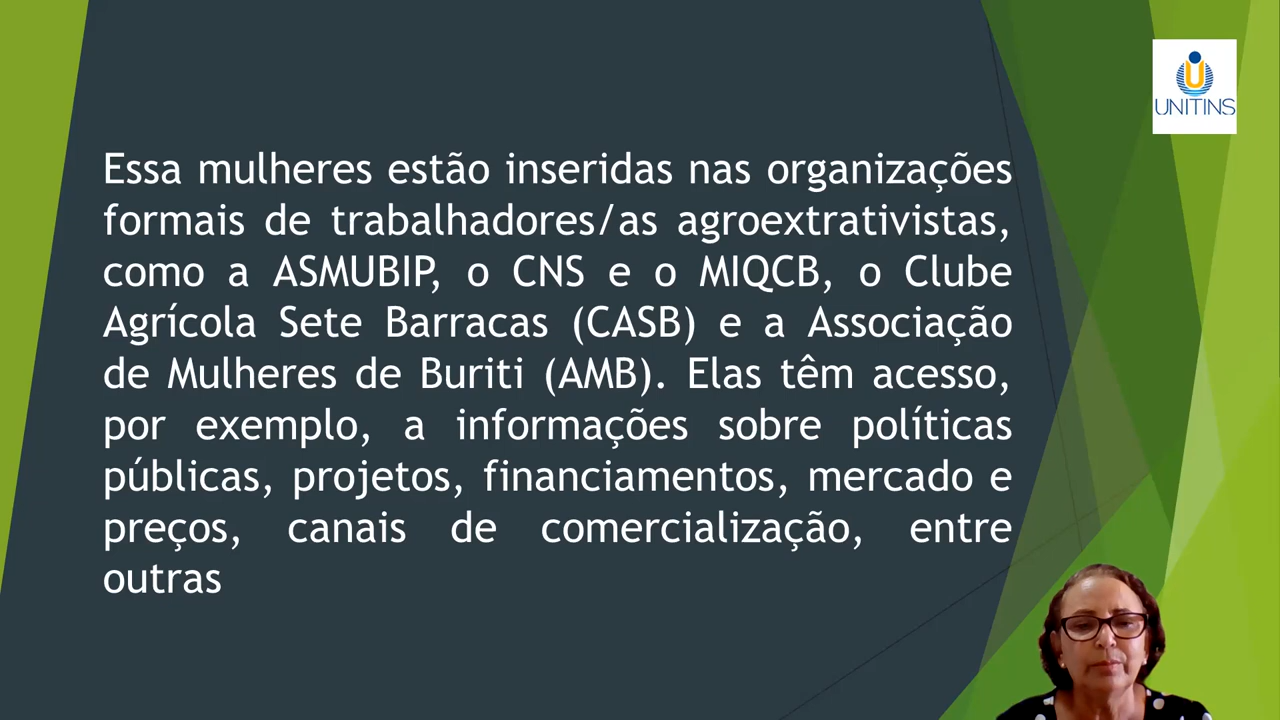 UNITINS
Essa mulheres estão inseridas nas organizações
formais de trabalhadores/as agroextrativistas,
como a ASMUBIP, o CNS e o MIQCB, o Clube
Agrícola Sete Barracas (CASB) e a Associação
de Mulheres de Buriti (AMB). Elas têm acesso,
por exemplo, a informações sobre políticas
públicas, projetos, financiamentos, mercado e
preços, canais de comercialização, entre
outras